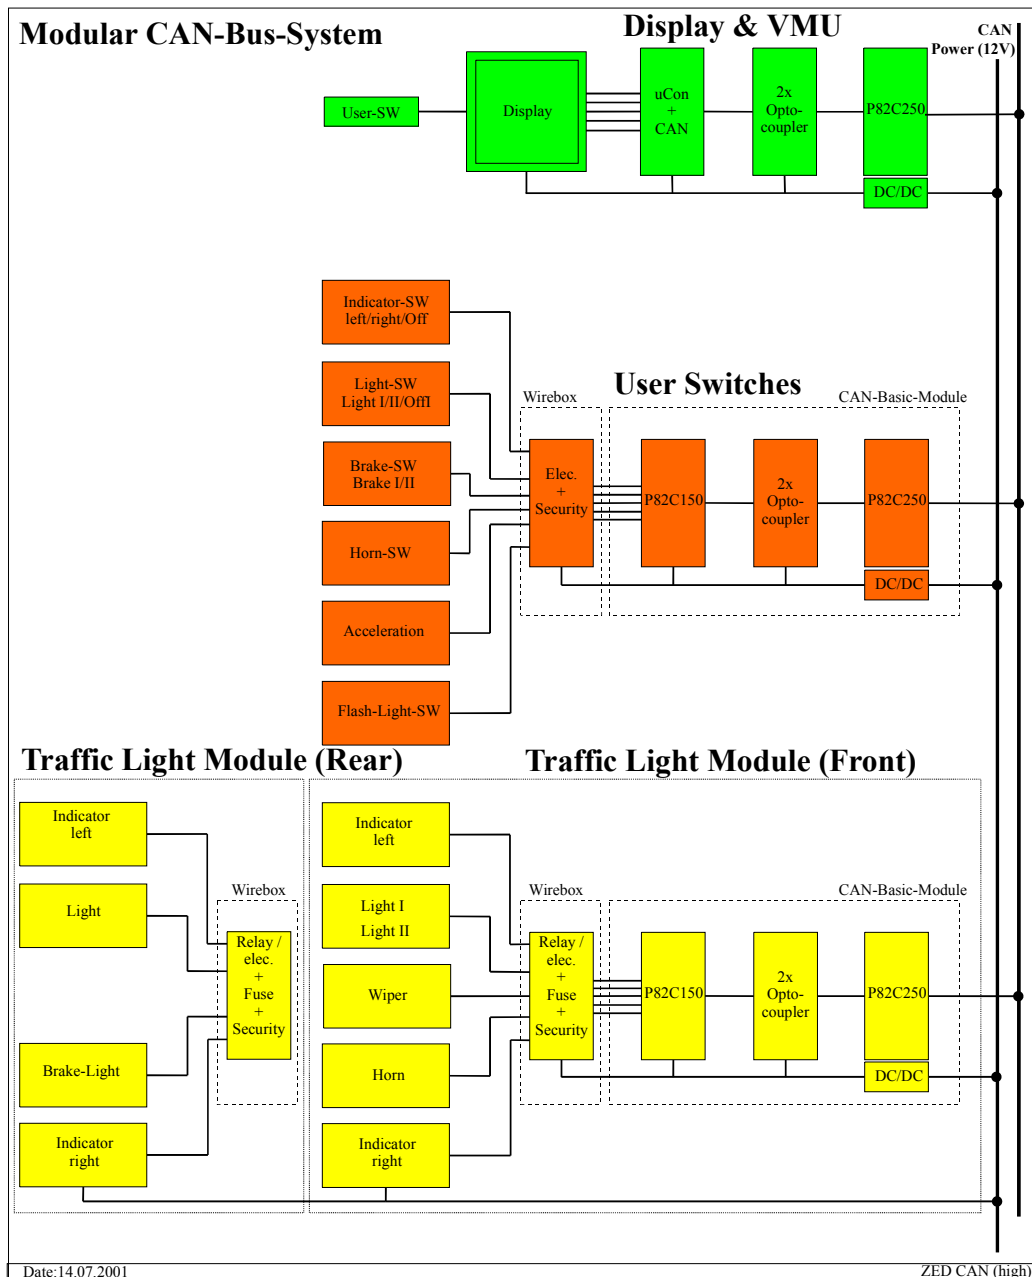 Modular CAN-Bus-System
Display & VMU
CAN
Power (12V)
User-SW
Display
uCon
+
CAN
2x
Opto-
coupler
P82C250
DC/DC
Indicator-SW
left/right/Off
Light-SW
Light I/II/OffI
Brake-SW
Brake I/II
Horn-SW
Acceleration
Flash-Light-SW
User Switches
Wirebox
CAN-Basic-Module
Elec.
+
Security
P82C150
2x
Opto-
coupler
P82C250
DC/DC
Traffic Light Module (Rear)
Indicator
left
Light
Brake-Light
Indicator
right
Wirebox
Relay /
elec.
+
Fuse
+
Security
Traffic Light Module (Front)
Indicator
left
Light I
Light II
Wiper
Horn
Indicator
right
Wirebox
Relay /
elec.
+
Fuse
+
Security
CAN-Basic-Module
P82C150
2x
Opto-
coupler
P82C250
DC/DC
Date:14.07.2001
ZED CAN (high)